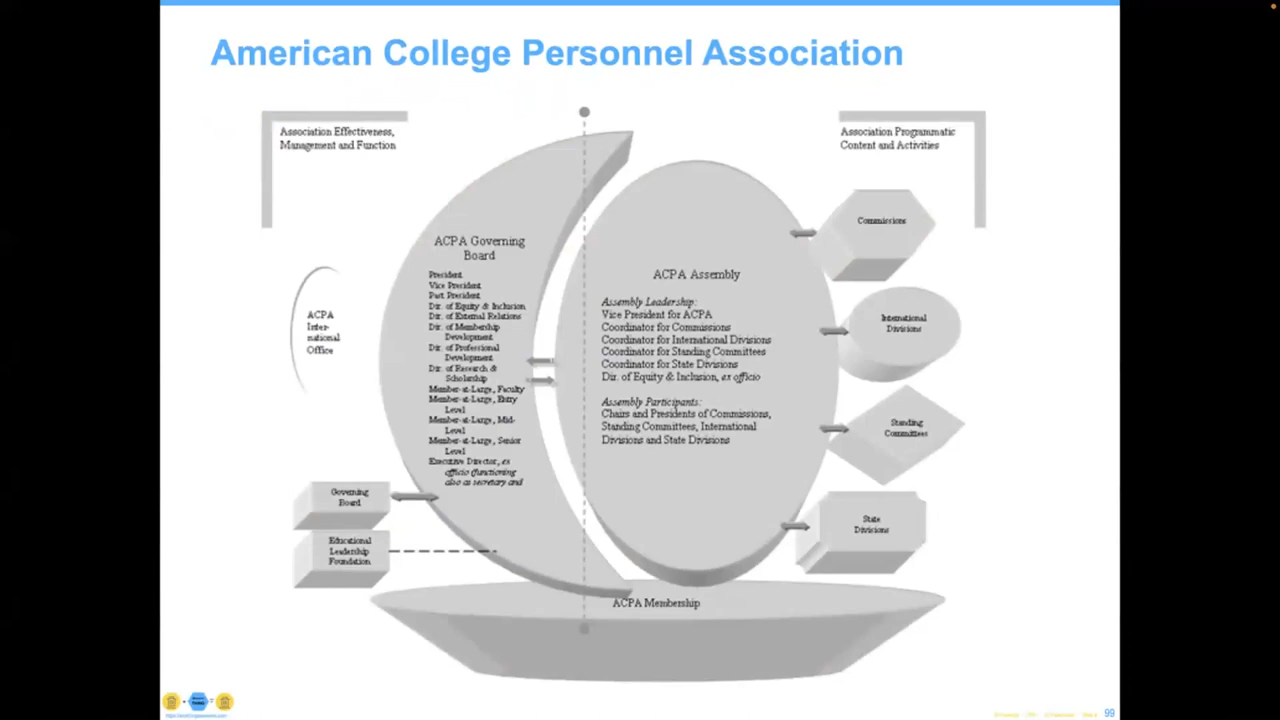 American College Personnel Association
Association Effectiveness,
Management and Function
Association Programmatic
Content and Activities
ACPA
Inter-
national
Office
ACPA Governing
Board
President
Vice President
Past President
Dir. of Equity & Inclusion
Dir. of External Relations
Dir. of Membership
Development
Dir. of Professional
Development
Dir. of Research &
Scholarship
Member-at-Large, Faculty
Member-at-Large, Entry
Level
Member-at-Large, Mid-
Level
Member-at-Large, Senior
Level
Executive Director, ex
officio (functioning
also as secretary and
ACPA Assembly
Assembly Leadership:
Vice President for ACPA
Coordinator for Commissions
Coordinator for International Divisions
Coordinator for Standing Committees
Coordinator for State Divisions
Dir. of Equity & Inclusion, ex officio
Assembly Participants:
Chairs and Presidents of Commissions,
Standing Committees, International
Divisions and State Divisions
Commissions
International
Divisions
Standing
Committees
State
Divisions
Governing
Board
Educational
Leadership
Foundation
ACPA Membership
99